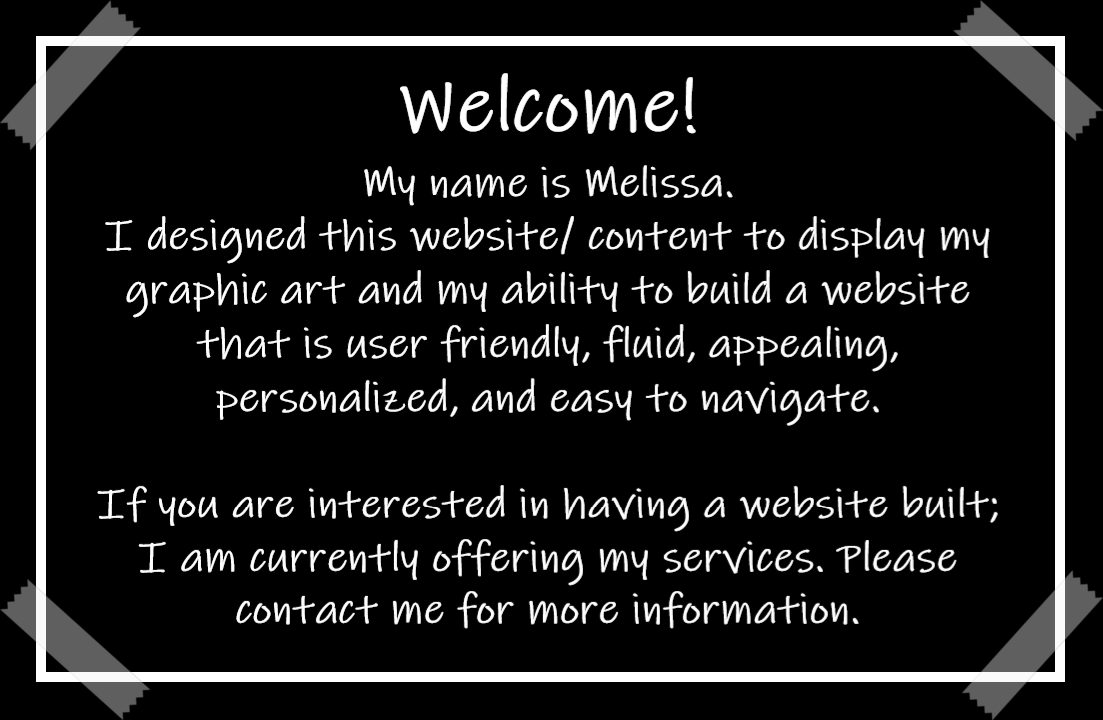 Welcome!
My name is Melissa.
I designed this website/ content to display my
graphic art and my ability to build a website
that is user friendly, fluid, appealing,
personalized, and easy to navigate.
If you are interested in having a website built;
I am currently offering my services. Please
contact me for more information.